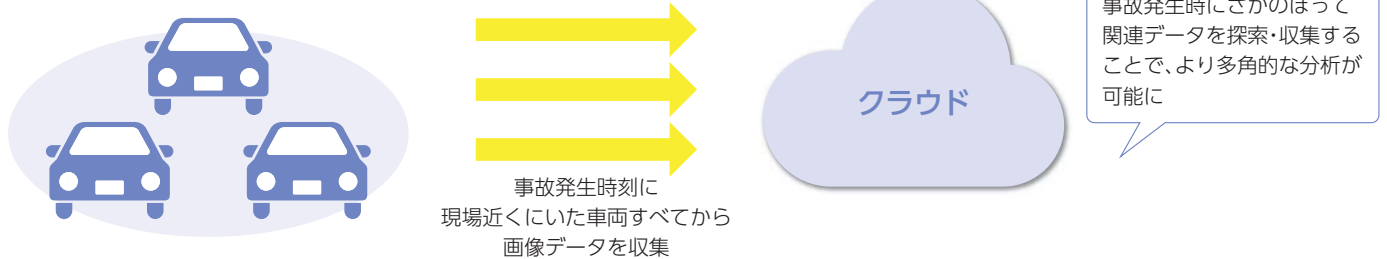 事故発生時にさかのぼって
関連データを探索・収集する
ことで、より多角的な分析が
可能に
クラウド
事故発生時刻に
現場近くにいた車両すべてから
画像データを収集